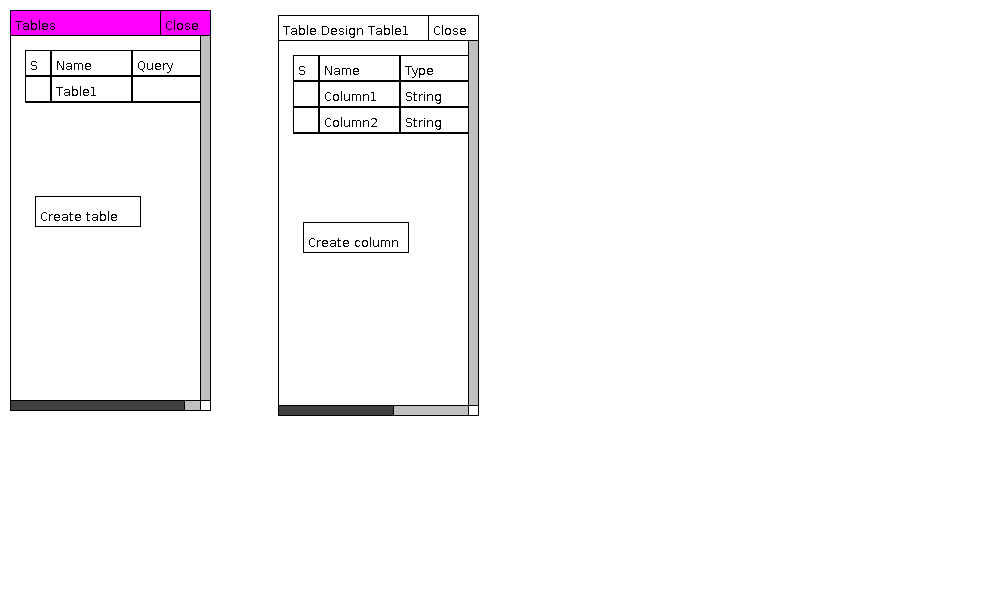 Tables Close
S Name Query
Table1
Create table
Table Design Table1 Close
S Name Type
Column1 String
Column2 String
Create column